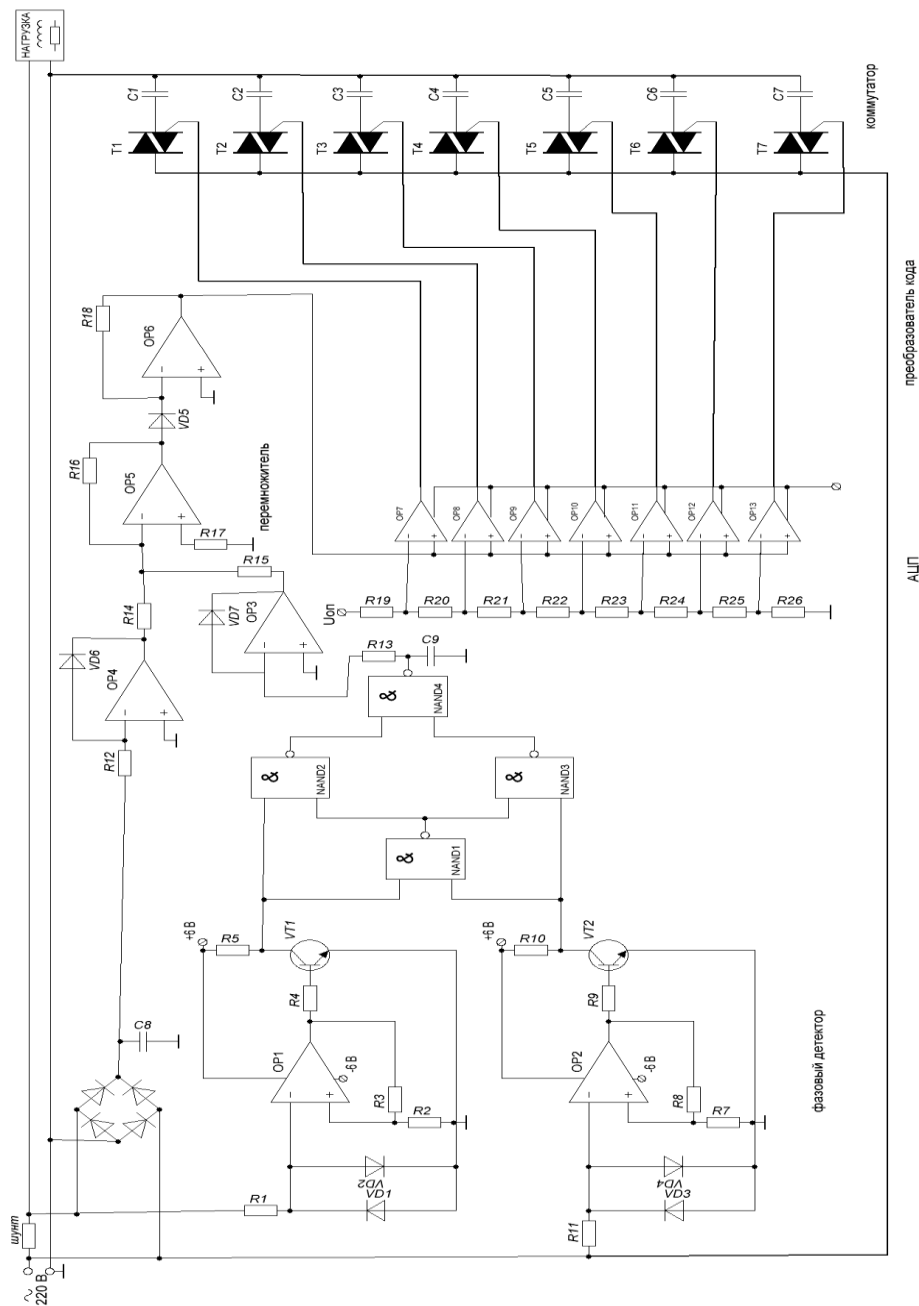 ~ 220 В
шунт
НАГРУЗКА
C8
R12
VD6
OP4
−
+
R14
R16
OP5
−
+
R17
VD5
R18
OP6
−
+
перемножитель
R15
VD7
OP3
−
+
R13
C9
R1
VD1
VD2
OP1
−
+
-6 В
+6 В
R2
R3
R4
R5
VT1
&
NAND1
&
NAND2
&
NAND3
&
NAND4
R11
VD3
VD4
OP2
−
+
-6 В
+6 В
R7
R8
R9
R10
VT2
фазовый детектор
Uоп
R19
R20
R21
R22
R23
R24
R25
R26
OP7
−
+
OP8
−
+
OP9
−
+
OP10
−
+
OP11
−
+
OP12
−
+
OP13
−
+
АЦП
преобразователь кода
T1
C1
T2
C2
T3
C3
T4
C4
T5
C5
T6
C6
T7
C7
коммутатор